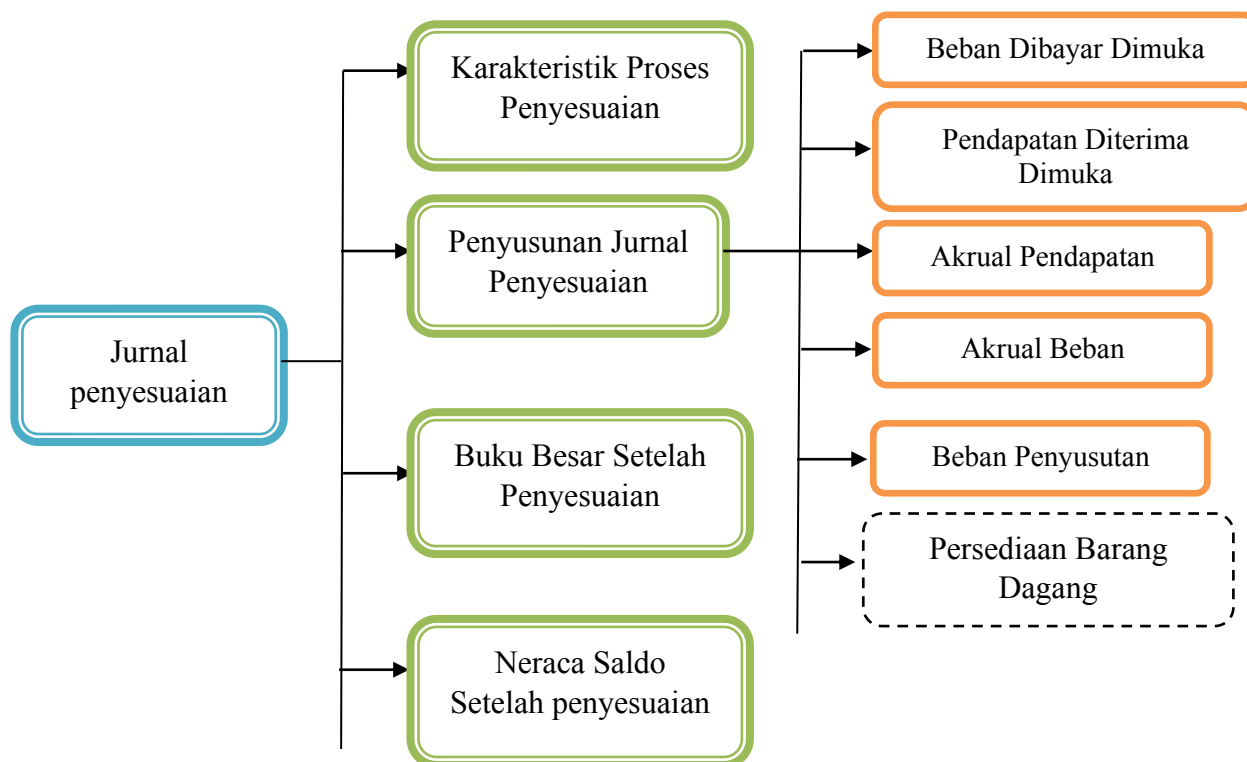 Jurnal
penyesuaian
Karakteristik Proses
Penyesuaian
Penyusunan Jurnal
Penyesuaian
Buku Besar Setelah
Penyesuaian
Neraca Saldo
Setelah penyesuaian
Beban Dibayar Dimuka
Pendapatan Diterima
Dimuka
Akrual Pendapatan
Akrual Beban
Beban Penyusutan
Persediaan Barang
Dagang